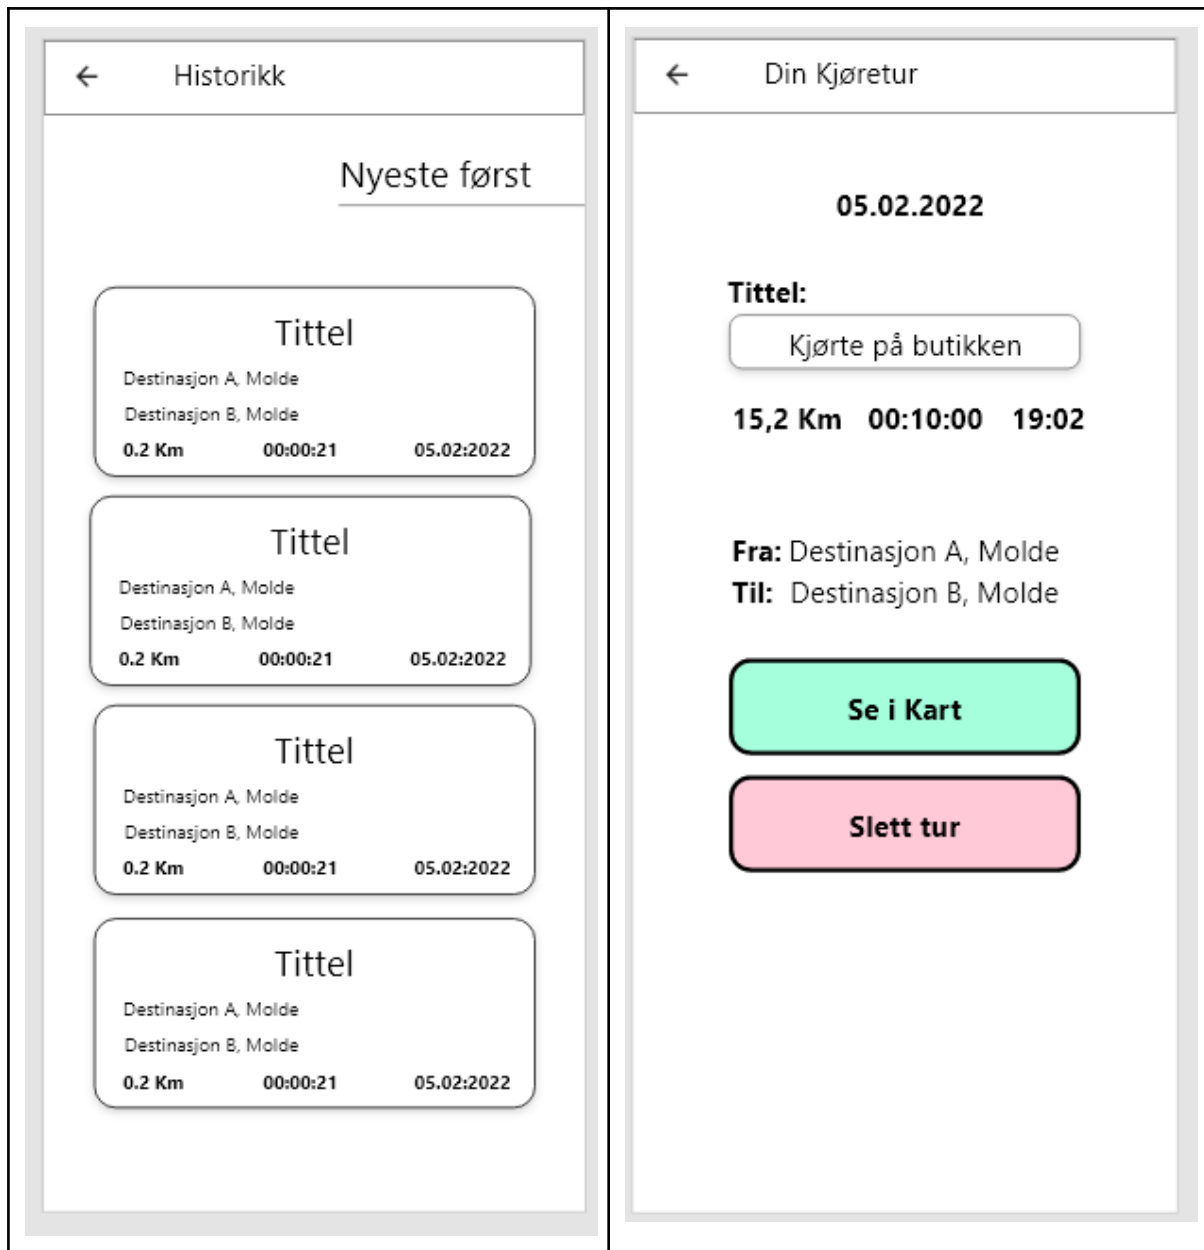 ← Historikk
Nyeste først
Tittel
Destinasjon A, Molde
Destinasjon B, Molde
0.2 Km 00:00:21 05.02:2022
Tittel
Destinasjon A, Molde
Destinasjon B, Molde
0.2 Km 00:00:21 05.02:2022
Tittel
Destinasjon A, Molde
Destinasjon B, Molde
0.2 Km 00:00:21 05.02:2022
Tittel
Destinasjon A, Molde
Destinasjon B, Molde
0.2 Km 00:00:21 05.02:2022
← Din Kjøretur
05.02.2022
Tittel:
Kjørte på butikken
15,2 Km 00:10:00 19:02
Fra: Destinasjon A, Molde
Til: Destinasjon B, Molde
Se i Kart
Slett tur